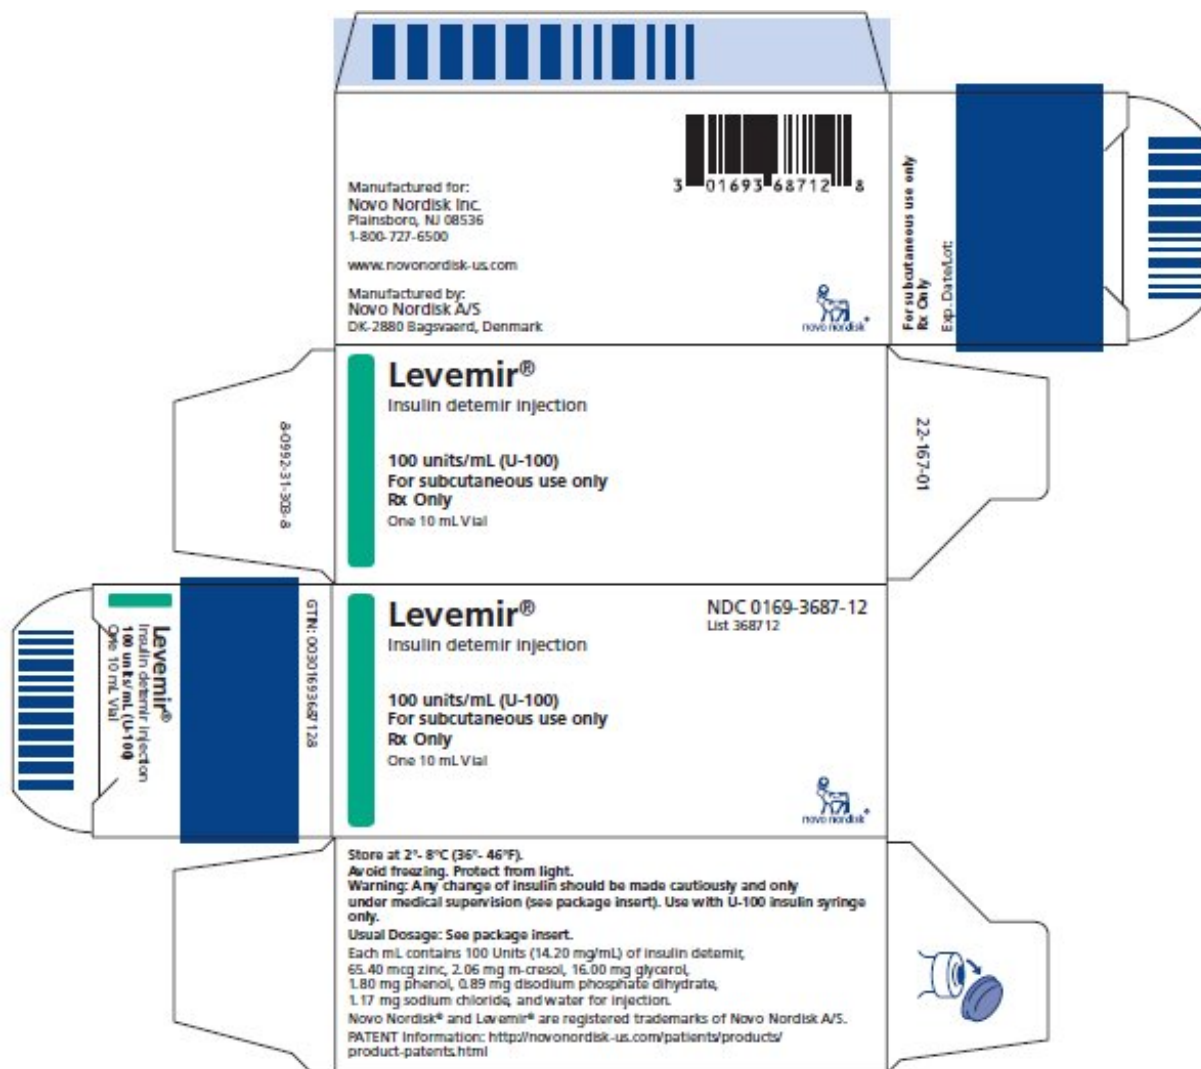 Manufactured for:
Novo Nordisk Inc.
Plainsboro, NJ 08536
1-800-727-6500
www.novonordisk-us.com
Manufactured by:
Novo Nordisk A/S
DK-2880 Bagsvaerd, Denmark
3 01693 68712 8
novo nordisk®
For subcutaneous use only
Rx Only
Exp. Date/Lot:
8-0992-31-303-8
Levemir®
Insulin detemir injection
100 units/mL (U-100)
For subcutaneous use only
Rx Only
One 10 mL Vial
22-167-01
Levemir®
Insulin detemir injection
100 units/mL (U-100)
One 10 mL Vial
GTIN: 00301693687128
Levemir®
Insulin detemir injection
NDC 0169-3687-12
List 368712
100 units/mL (U-100)
For subcutaneous use only
Rx Only
One 10 mL Vial
novo nordisk®
Store at 2°- 8°C (36°- 46°F).
Avoid freezing. Protect from light.
Warning: Any change of insulin should be made cautiously and only
under medical supervision (see package insert). Use with U-100 insulin syringe
only.
Usual Dosage: See package insert.
Each mL contains 100 Units (14.20 mg/mL) of insulin detemir,
65.40 mcg zinc, 2.06 mg m-cresol, 16.00 mg glycerol,
1.80 mg phenol, 0.89 mg disodium phosphate dihydrate,
1.17 mg sodium chloride, and water for injection.
Novo Nordisk® and Levemir® are registered trademarks of Novo Nordisk A/S.
PATENT Information: http://novonordisk-us.com/patients/products/
product-patents.html